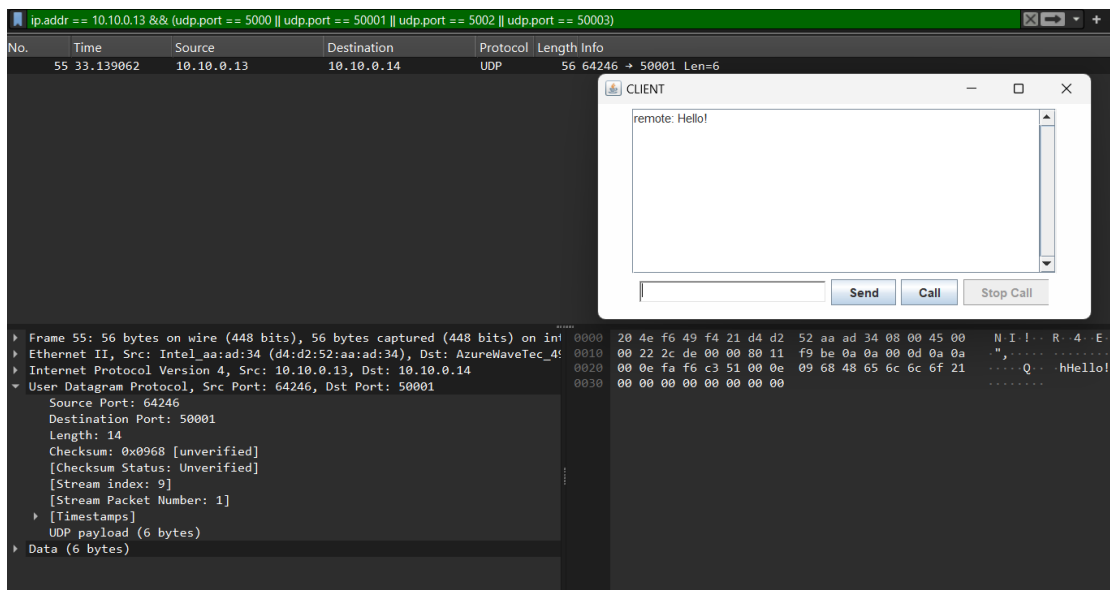 ip.addr == 10.10.0.13 && (udp.port == 5000 || udp.port == 50001 || udp.port == 5002 || udp.port == 50003)
No. Time Source Destination Protocol Length Info
55 33.139062 10.10.0.13 10.10.0.14 UDP 56 64246 → 50001 Len=6
CLIENT
remote: Hello!
Send Call Stop Call
Frame 55: 56 bytes on wire (448 bits), 56 bytes captured (448 bits) on int
Ethernet II, Src: Intel_aa:ad:34 (d4:d2:52:aa:ad:34), Dst: AzureWaveTec_49
Internet Protocol Version 4, Src: 10.10.0.13, Dst: 10.10.0.14
User Datagram Protocol, Src Port: 64246, Dst Port: 50001
Source Port: 64246
Destination Port: 50001
Length: 14
Checksum: 0x0968 [unverified]
[Checksum Status: Unverified]
[Stream index: 9]
[Stream Packet Number: 1]
[Timestamps]
UDP payload (6 bytes)
Data (6 bytes)
0000 20 4e f6 49 f4 21 d4 d2 52 aa ad 34 08 00 45 00 N·I·!·· R··4··E·
0010 00 22 2c de 00 00 80 11 f9 be 0a 0a 00 0d 0a 0a ·",····· ········
0020 00 0e fa f6 c3 51 00 0e 09 68 48 65 6c 6c 6f 21 ·····Q·· ·hHello!
0030 00 00 00 00 00 00 00 00 ········